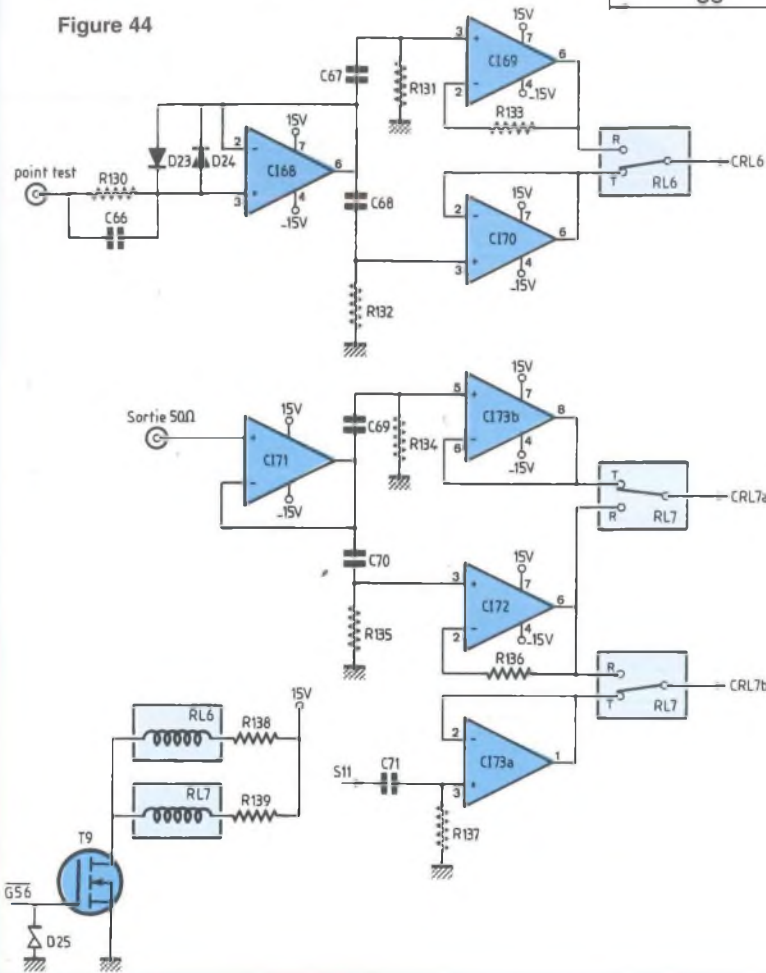 Figure 44
15V
7
3
CI69
6
2
4
-15V
C67
R131
R133
R
T
RL6
CRL6
15V
7
2
CI68
6
3
4
-15V
D23
D24
point test
R130
C66
C68
15V
7
2
CI70
6
3
4
-15V
R132
Sortie 50Ω
15V
CI71
-15V
C69
R134
15V
7
5
CI73b
8
6
4
-15V
T
R
RL7
CRL7a
C70
R135
15V
7
3
CI72
6
2
4
-15V
R136
R
T
RL7
CRL7b
2
CI73a
1
3
S11
C71
R137
15V
RL6
R138
RL7
R139
T9
G56
D25